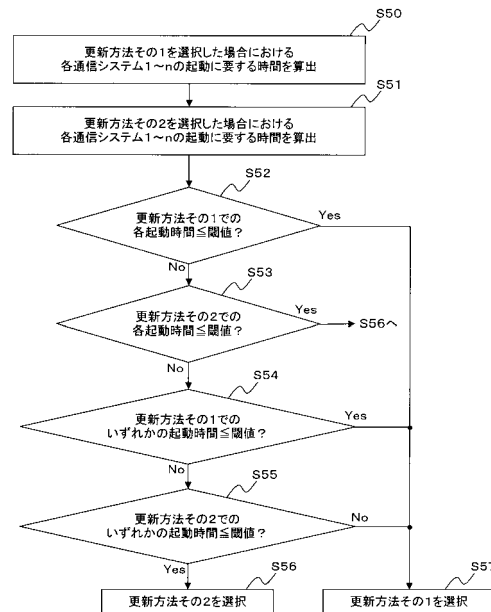 S50
更新方法その1を選択した場合における
各通信システム1~nの起動に要する時間を算出
S51
更新方法その2を選択した場合における
各通信システム1~nの起動に要する時間を算出
S52
更新方法その1での
各起動時間≦閾値?
Yes
No
S53
更新方法その2での
各起動時間≦閾値?
Yes
S56へ
No
S54
更新方法その1での
いずれかの起動時間≦閾値?
Yes
No
S55
更新方法その2での
いずれかの起動時間≦閾値?
No
Yes
S56
更新方法その2を選択
S57
更新方法その1を選択